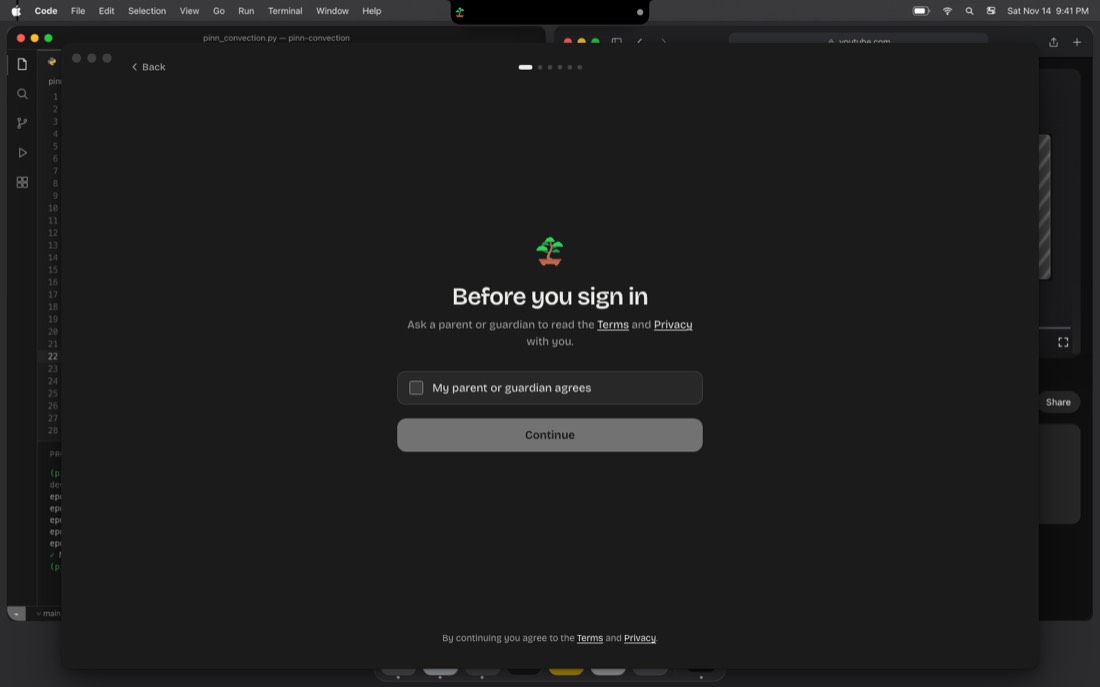 Code File Edit Selection View Go Run Terminal Window Help
Sat Nov 14 9:41 PM
pinn_convection.py — pinn-convection
youtube.com
Back
1
2
3
4
5
6
7
8
9
10
11
12
13
14
15
16
17
18
19
20
21
22
23
24
25
26
27
28
Before you sign in
Ask a parent or guardian to read the Terms and Privacy
with you.
My parent or guardian agrees
Continue
Share
main
By continuing you agree to the Terms and Privacy.